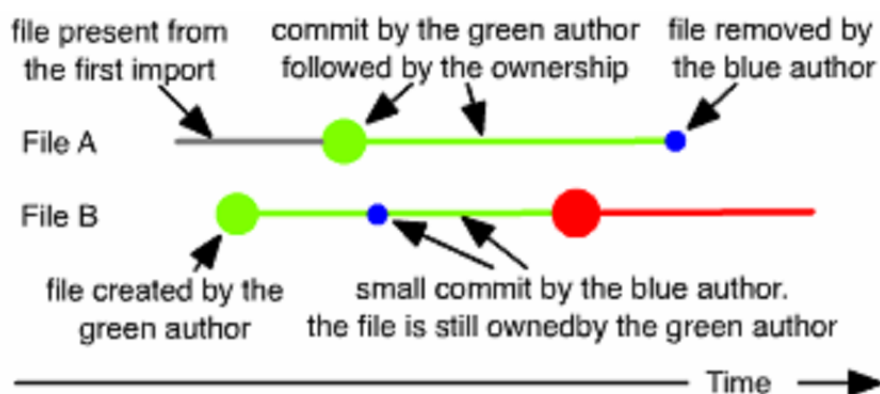 file present from
the first import
commit by the green author
followed by the ownership
file removed by
the blue author
File A
File B
file created by the
green author
small commit by the blue author.
the file is still ownedby the green author
Time